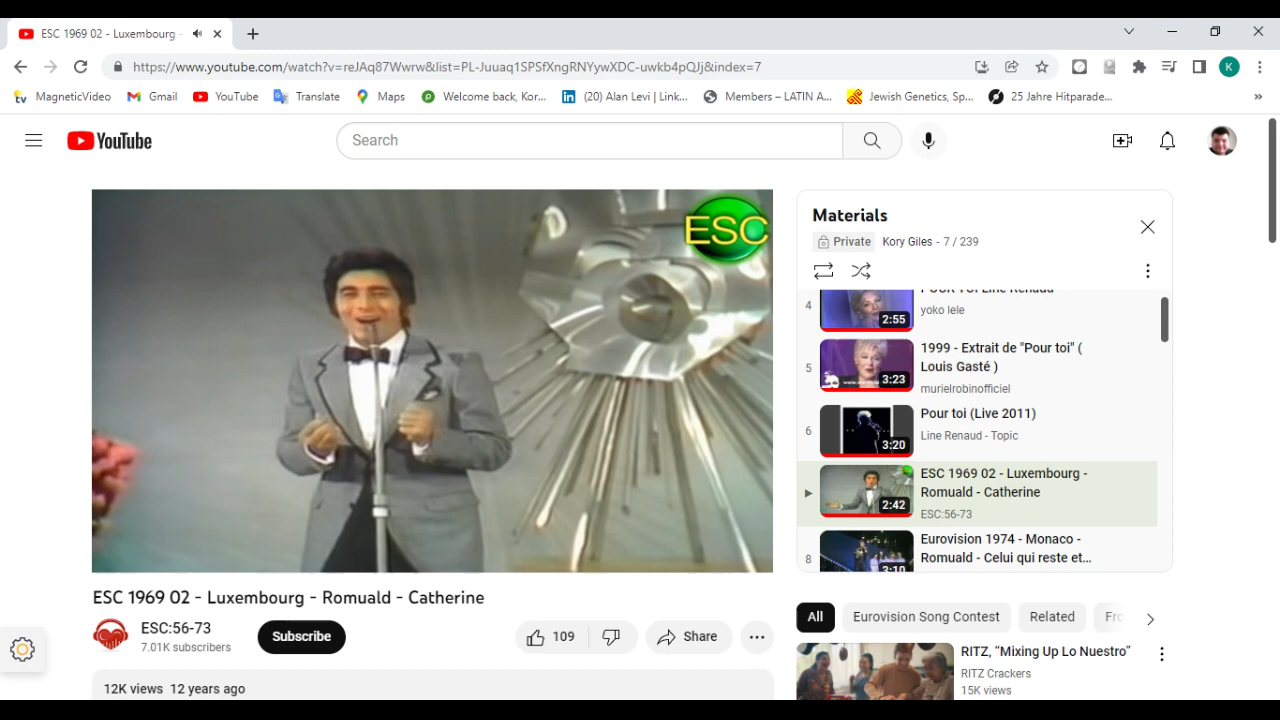 ESC 1969 02 - Luxembourg -
https://www.youtube.com/watch?v=reJAq87Wwrw&list=PL-Juuaq1SPSfXngRNYywXDC-uwkb4pQJj&index=7
K
MagneticVideo
Gmail
YouTube
Translate
Maps
Welcome back, Kor...
(20) Alan Levi | Link...
Members – LATIN A...
Jewish Genetics, Sp...
25 Jahre Hitparade...
YouTube
Search
ESC
Materials
Private Kory Giles - 7 / 239
4
POUR TOI Line Renaud
yoko lele
2:55
5
1999 - Extrait de "Pour toi" (
Louis Gasté )
murielrobinofficiel
3:23
6
Pour toi (Live 2011)
Line Renaud - Topic
3:20
ESC 1969 02 - Luxembourg -
Romuald - Catherine
ESC:56-73
2:42
8
Eurovision 1974 - Monaco -
Romuald - Celui qui reste et...
3:10
ESC 1969 02 - Luxembourg - Romuald - Catherine
ESC:56-73
7.01K subscribers
Subscribe
109
Share
12K views 12 years ago
All
Eurovision Song Contest
Related
RITZ, “Mixing Up Lo Nuestro”
RITZ Crackers
15K views